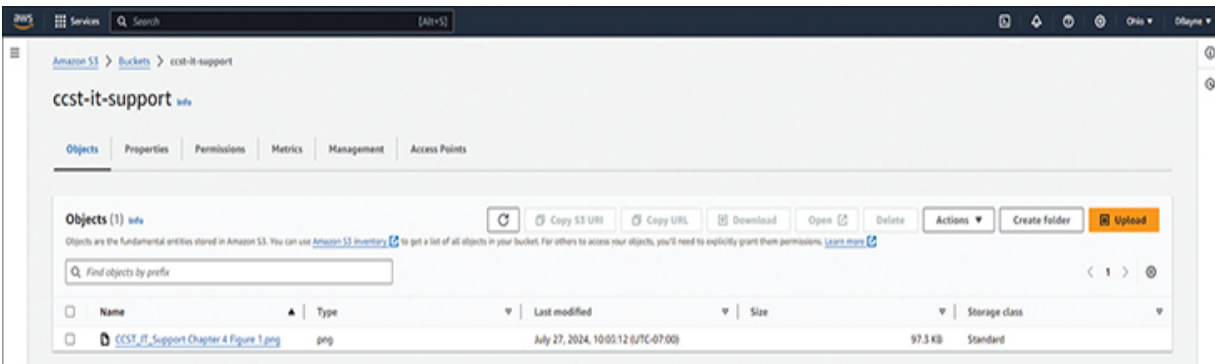 aws Services Search [Alt+S] Ohio DBayne
Amazon S3 > Buckets > ccst-it-support
ccst-it-support Info
Objects Properties Permissions Metrics Management Access Points
Objects (1) Info Copy S3 URI Copy URL Download Open Delete Actions Create folder Upload
Objects are the fundamental entities stored in Amazon S3. You can use Amazon S3 inventory to get a list of all objects in your bucket. For others to access your objects, you'll need to explicitly grant them permissions. Learn more
Find objects by prefix 1
Name Type Last modified Size Storage class
CCST_IT_Support Chapter 4 Figure 1.png png July 27, 2024, 10:03:12 (UTC-07:00) 97.3 KB Standard